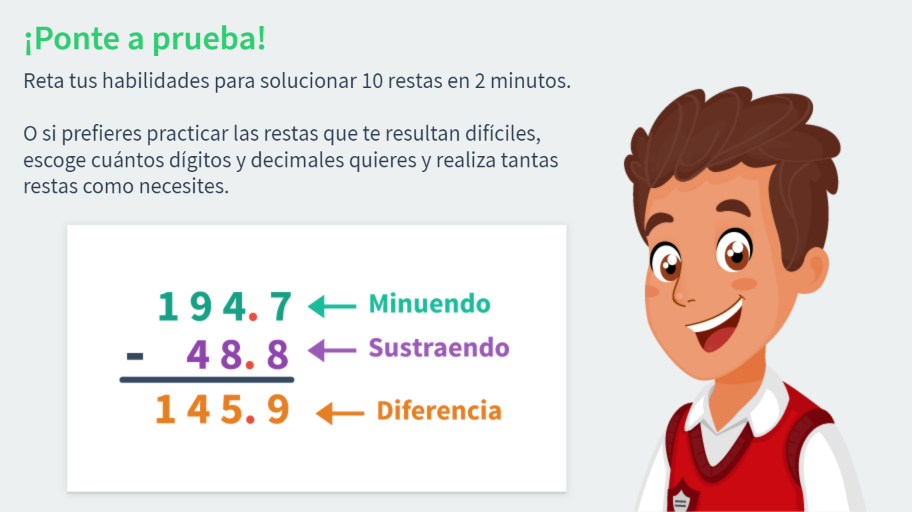 ¡Ponte a prueba!
Reta tus habilidades para solucionar 10 restas en 2 minutos.
O si prefieres practicar las restas que te resultan difíciles,
escoge cuántos dígitos y decimales quieres y realiza tantas
restas como necesites.
194.7 Minuendo
- 48.8 Sustraendo
145.9 Diferencia